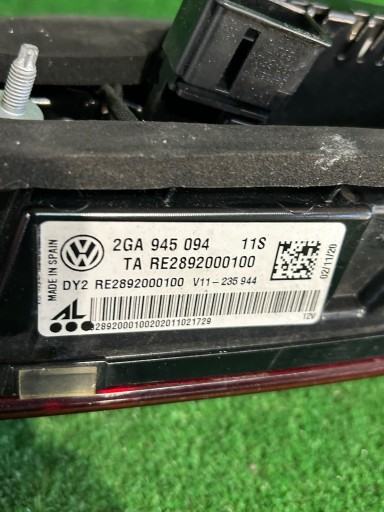 MADE IN SPAIN
2GA 945 094 11S
TA RE2892000100
DY2 RE2892000100 V11-235 944
02/11/20
AL
2892000100202011021729
12V